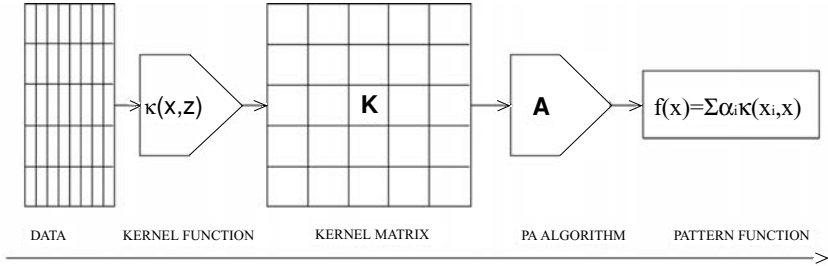 κ(x,z)
K
A
f(x)=Σαᵢκ(xᵢ,x)
DATA
KERNEL FUNCTION
KERNEL MATRIX
PA ALGORITHM
PATTERN FUNCTION